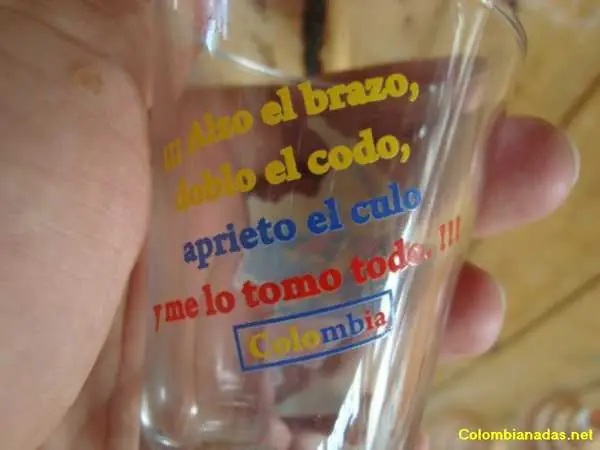 !!! Alzo el brazo,
doblo el codo,
aprieto el culo
y me lo tomo todo. !!!
Colombia
Colombianadas.net